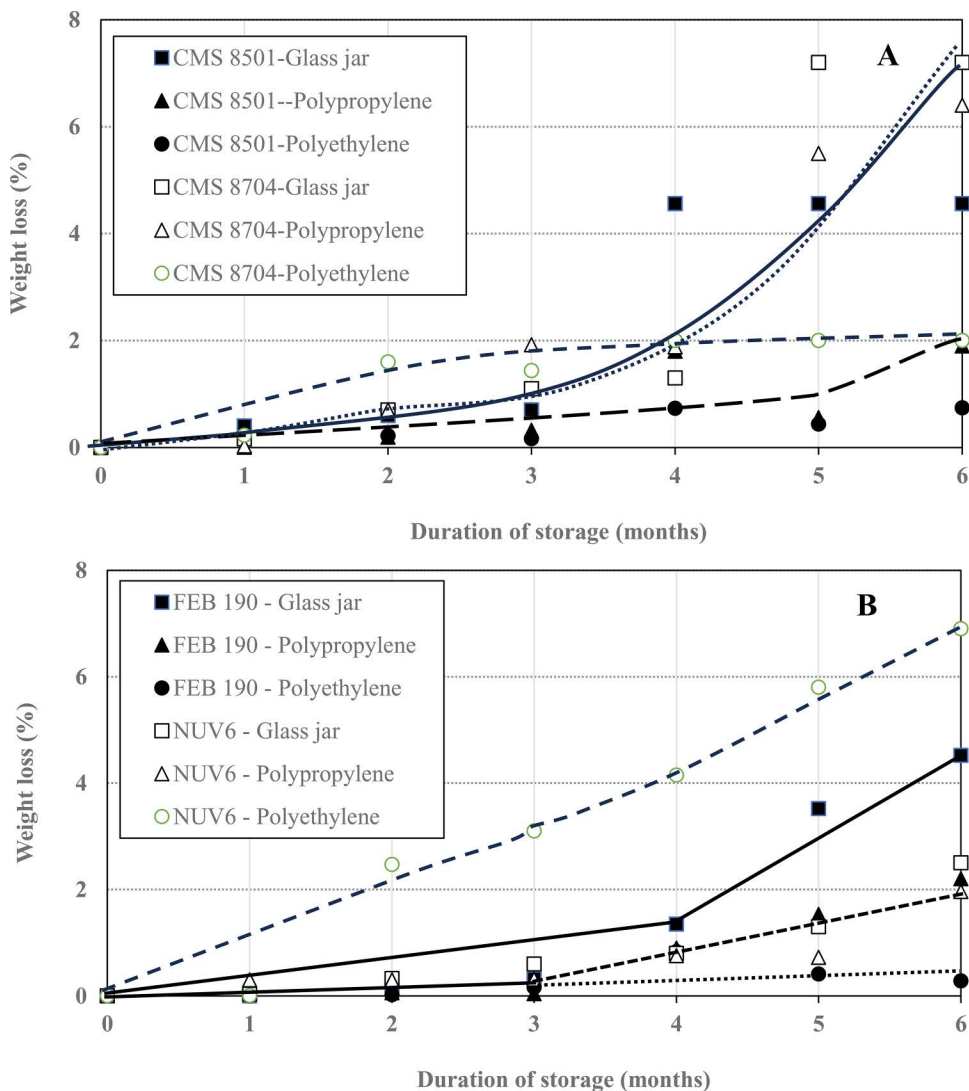 8
A
CMS 8501-Glass jar
CMS 8501--Polypropylene
CMS 8501-Polyethylene
CMS 8704-Glass jar
CMS 8704-Polypropylene
CMS 8704-Polyethylene
6
4
2
0
Weight loss (%)
0 1 2 3 4 5 6
Duration of storage (months)
8
B
FEB 190 - Glass jar
FEB 190 - Polypropylene
FEB 190 - Polyethylene
NUV6 - Glass jar
NUV6 - Polypropylene
NUV6 - Polyethylene
6
4
2
0
Weight loss (%)
0 1 2 3 4 5 6
Duration of storage (months)